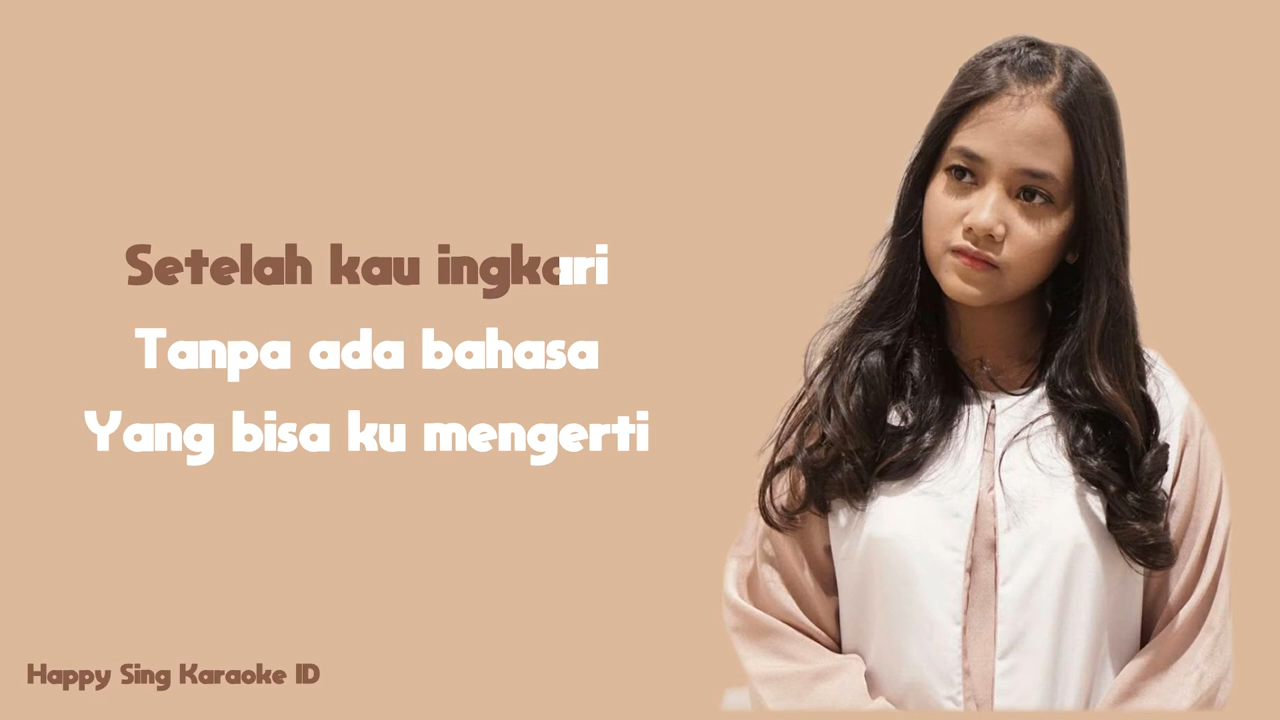 Setelah kau ingkari
Tanpa ada bahasa
Yang bisa ku mengerti
Happy Sing Karaoke ID